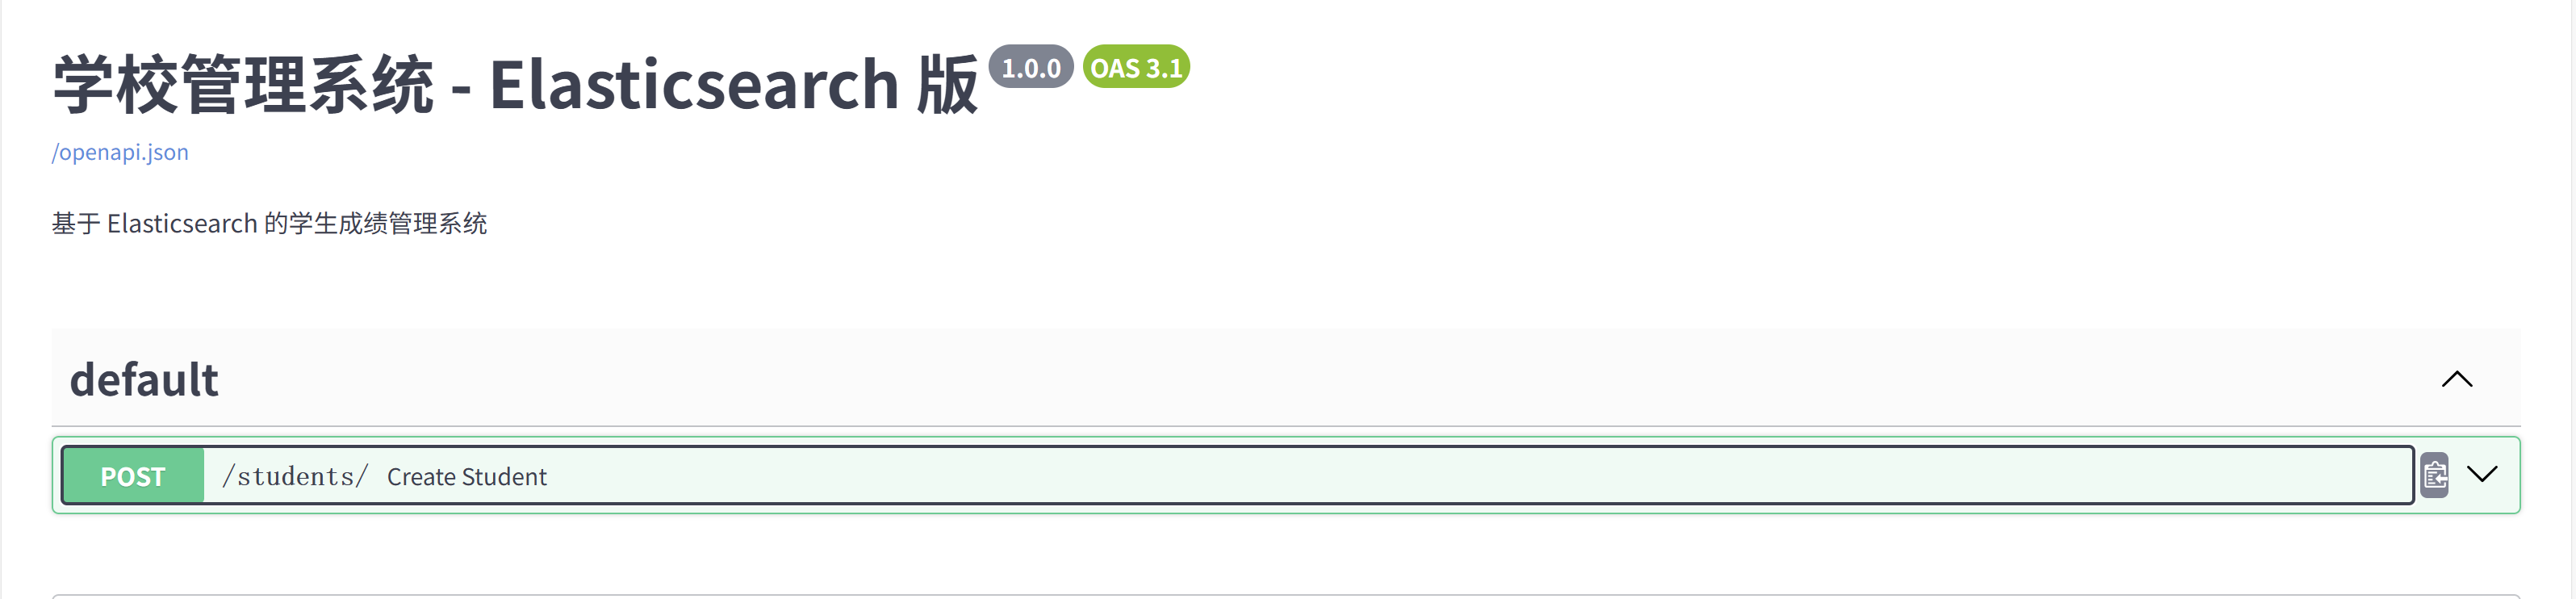 学校管理系统 - Elasticsearch 版 1.0.0 OAS 3.1
/openapi.json
基于 Elasticsearch 的学生成绩管理系统
default
POST /students/ Create Student